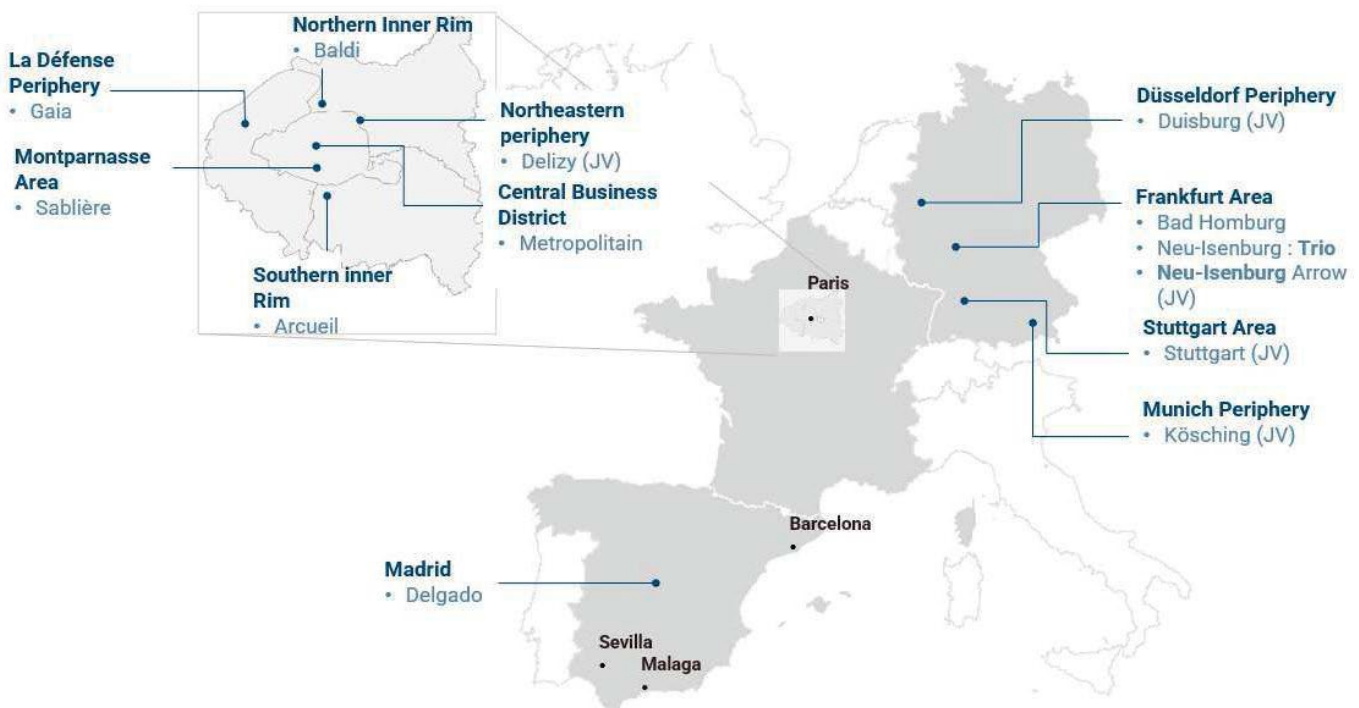 Northern Inner Rim
• Baldi
La Défense
Periphery
• Gaia
Montparnasse
Area
• Sablière
Northeastern
periphery
• Delizy (JV)
Central Business
District
• Metropolitain
Southern inner
Rim
• Arcueil
Paris
Düsseldorf Periphery
• Duisburg (JV)
Frankfurt Area
• Bad Homburg
• Neu-Isenburg : Trio
• Neu-Isenburg Arrow
(JV)
Stuttgart Area
• Stuttgart (JV)
Munich Periphery
• Kösching (JV)
Barcelona
Madrid
• Delgado
Sevilla
Malaga